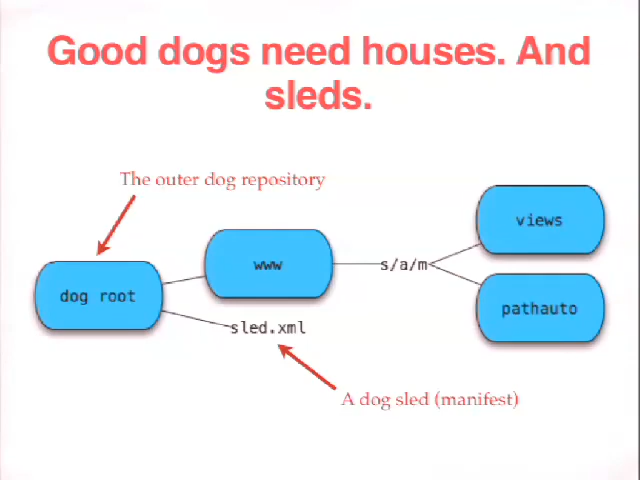 Good dogs need houses. And
sleds.
The outer dog repository
views
www
s/a/m
dog root
pathauto
sled.xml
A dog sled (manifest)